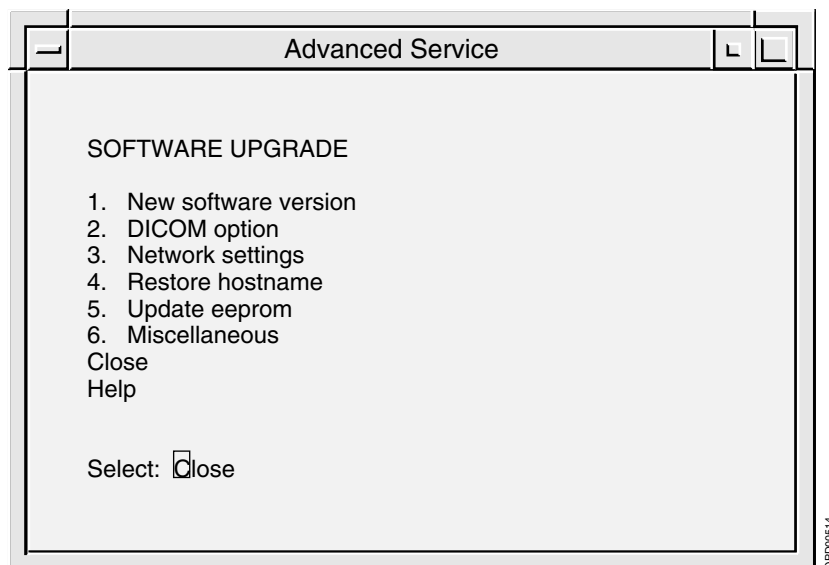 Advanced Service
SOFTWARE UPGRADE
1. New software version
2. DICOM option
3. Network settings
4. Restore hostname
5. Update eeprom
6. Miscellaneous
Close
Help
Select: Close